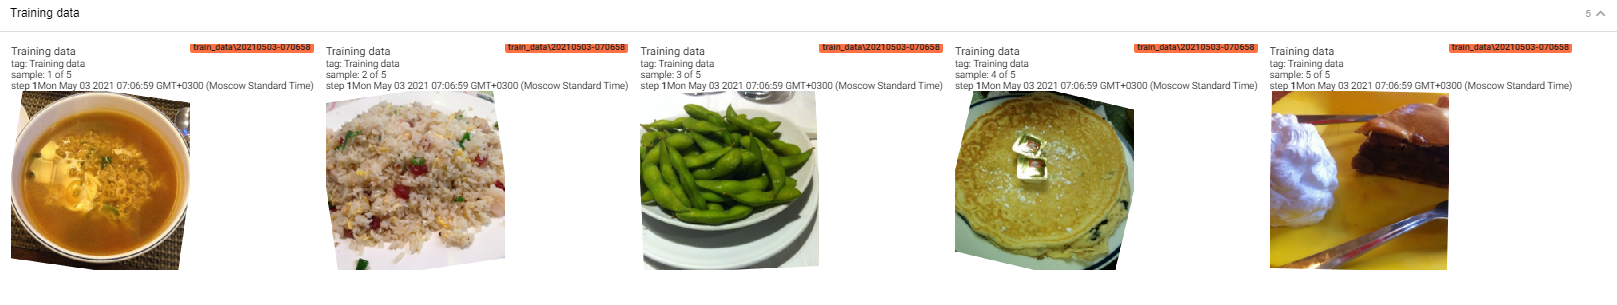 Training data
5
train_data\20210503-070658
Training data
tag: Training data
sample: 1 of 5
step 1Mon May 03 2021 07:06:59 GMT+0300 (Moscow Standard Time)
train_data\20210503-070658
Training data
tag: Training data
sample: 2 of 5
step 1Mon May 03 2021 07:06:59 GMT+0300 (Moscow Standard Time)
train_data\20210503-070658
Training data
tag: Training data
sample: 3 of 5
step 1Mon May 03 2021 07:06:59 GMT+0300 (Moscow Standard Time)
train_data\20210503-070658
Training data
tag: Training data
sample: 4 of 5
step 1Mon May 03 2021 07:06:59 GMT+0300 (Moscow Standard Time)
train_data\20210503-070658
Training data
tag: Training data
sample: 5 of 5
step 1Mon May 03 2021 07:06:59 GMT+0300 (Moscow Standard Time)